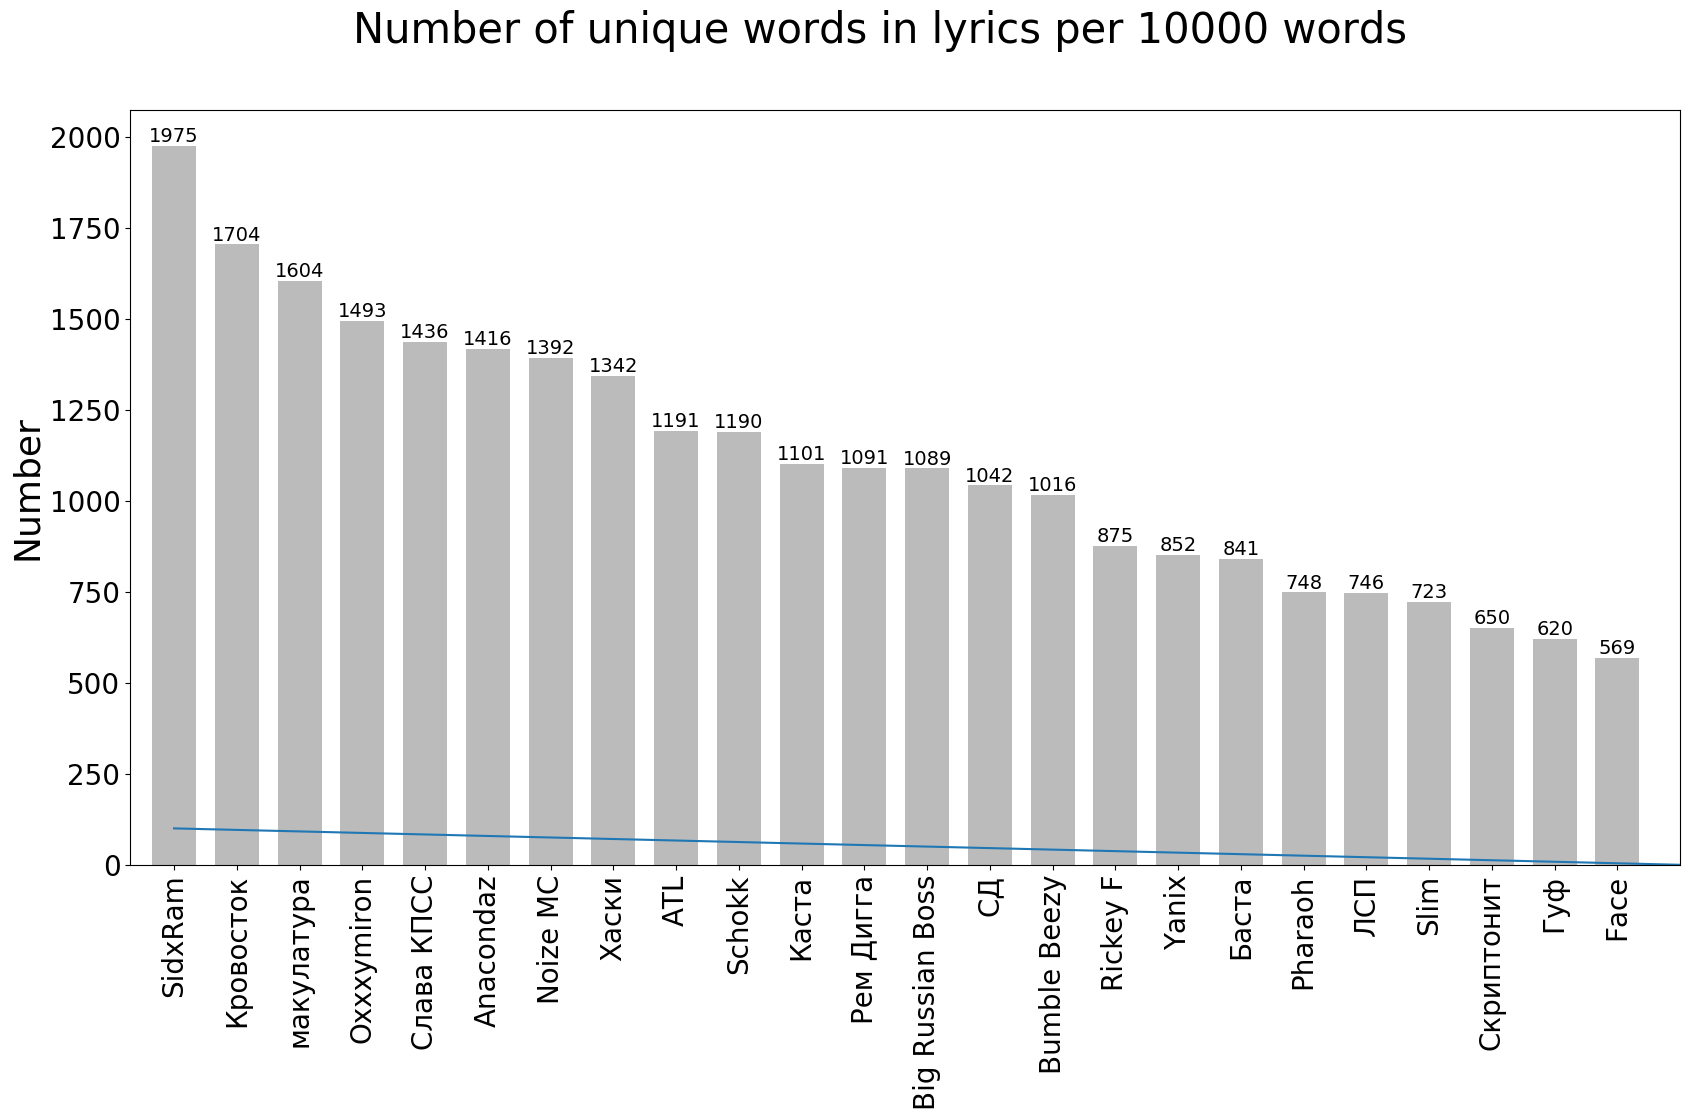 Number of unique words in lyrics per 10000 words
Number
2000
1750
1500
1250
1000
750
500
250
0
1975
1704
1604
1493
1436
1416
1392
1342
1191
1190
1101
1091
1089
1042
1016
875
852
841
748
746
723
650
620
569
SidxRam
Кровосток
макулатура
Oxxxymiron
Слава КПСС
Anacondaz
Noize MC
Хаски
ATL
Schokk
Каста
Рем Дигга
Big Russian Boss
СД
Bumble Beezy
Rickey F
Yanix
Баста
Pharaoh
ЛСП
Slim
Скриптонит
Гуф
Face